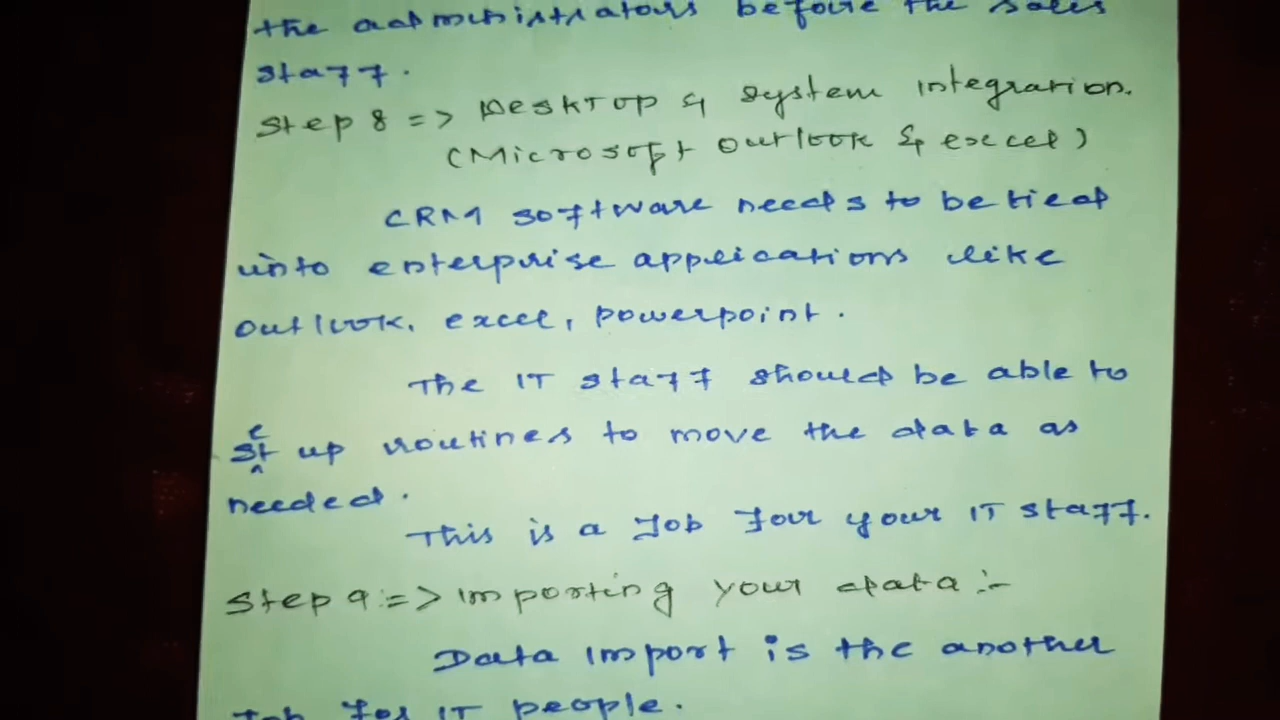 the administrators before the sales
staff.
Step 8 => Desktop & system integration.
(Microsoft outlook & excel)
CRM software needs to be tied
unto enterprise applications like
outlook, excel, powerpoint.
The IT staff should be able to
set up routines to move the data as
needed.
This is a Job for your IT staff.
Step 9:=> importing your data :-
Data import is the another
Job for IT people.